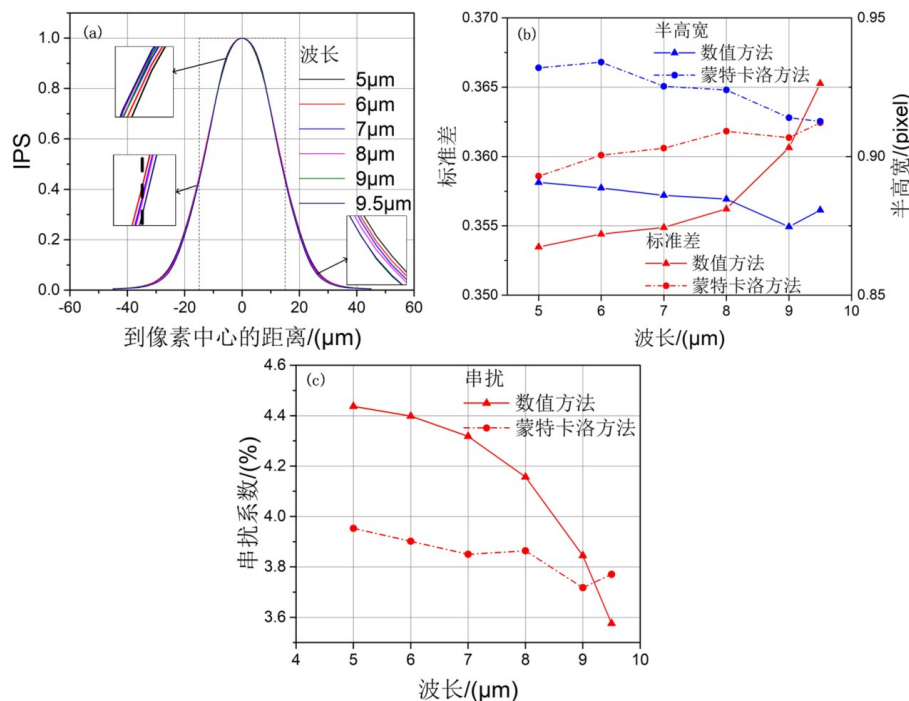 (a)
波长
5μm
6μm
7μm
8μm
9μm
9.5μm
IPS
1.0
0.8
0.6
0.4
0.2
0.0
-60 -40 -20 0 20 40 60
到像素中心的距离/(μm)
(b)
半高宽
数值方法
蒙特卡洛方法
标准差
数值方法
蒙特卡洛方法
标准差
0.370
0.365
0.360
0.355
0.350
0.95
0.90
0.85
半高宽/(pixel)
5 6 7 8 9 10
波长/(μm)
(c)
串扰
数值方法
蒙特卡洛方法
串扰系数/(%)
4.6
4.4
4.2
4.0
3.8
3.6
4 5 6 7 8 9 10
波长/(μm)